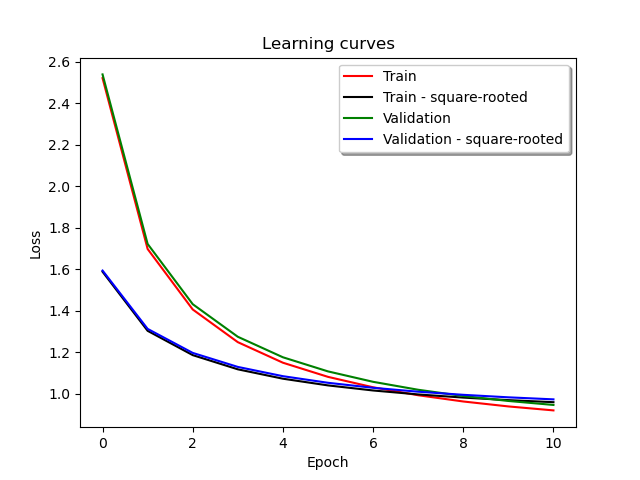 Learning curves
Train
Train - square-rooted
Validation
Validation - square-rooted
Loss
2.6
2.4
2.2
2.0
1.8
1.6
1.4
1.2
1.0
0 2 4 6 8 10
Epoch